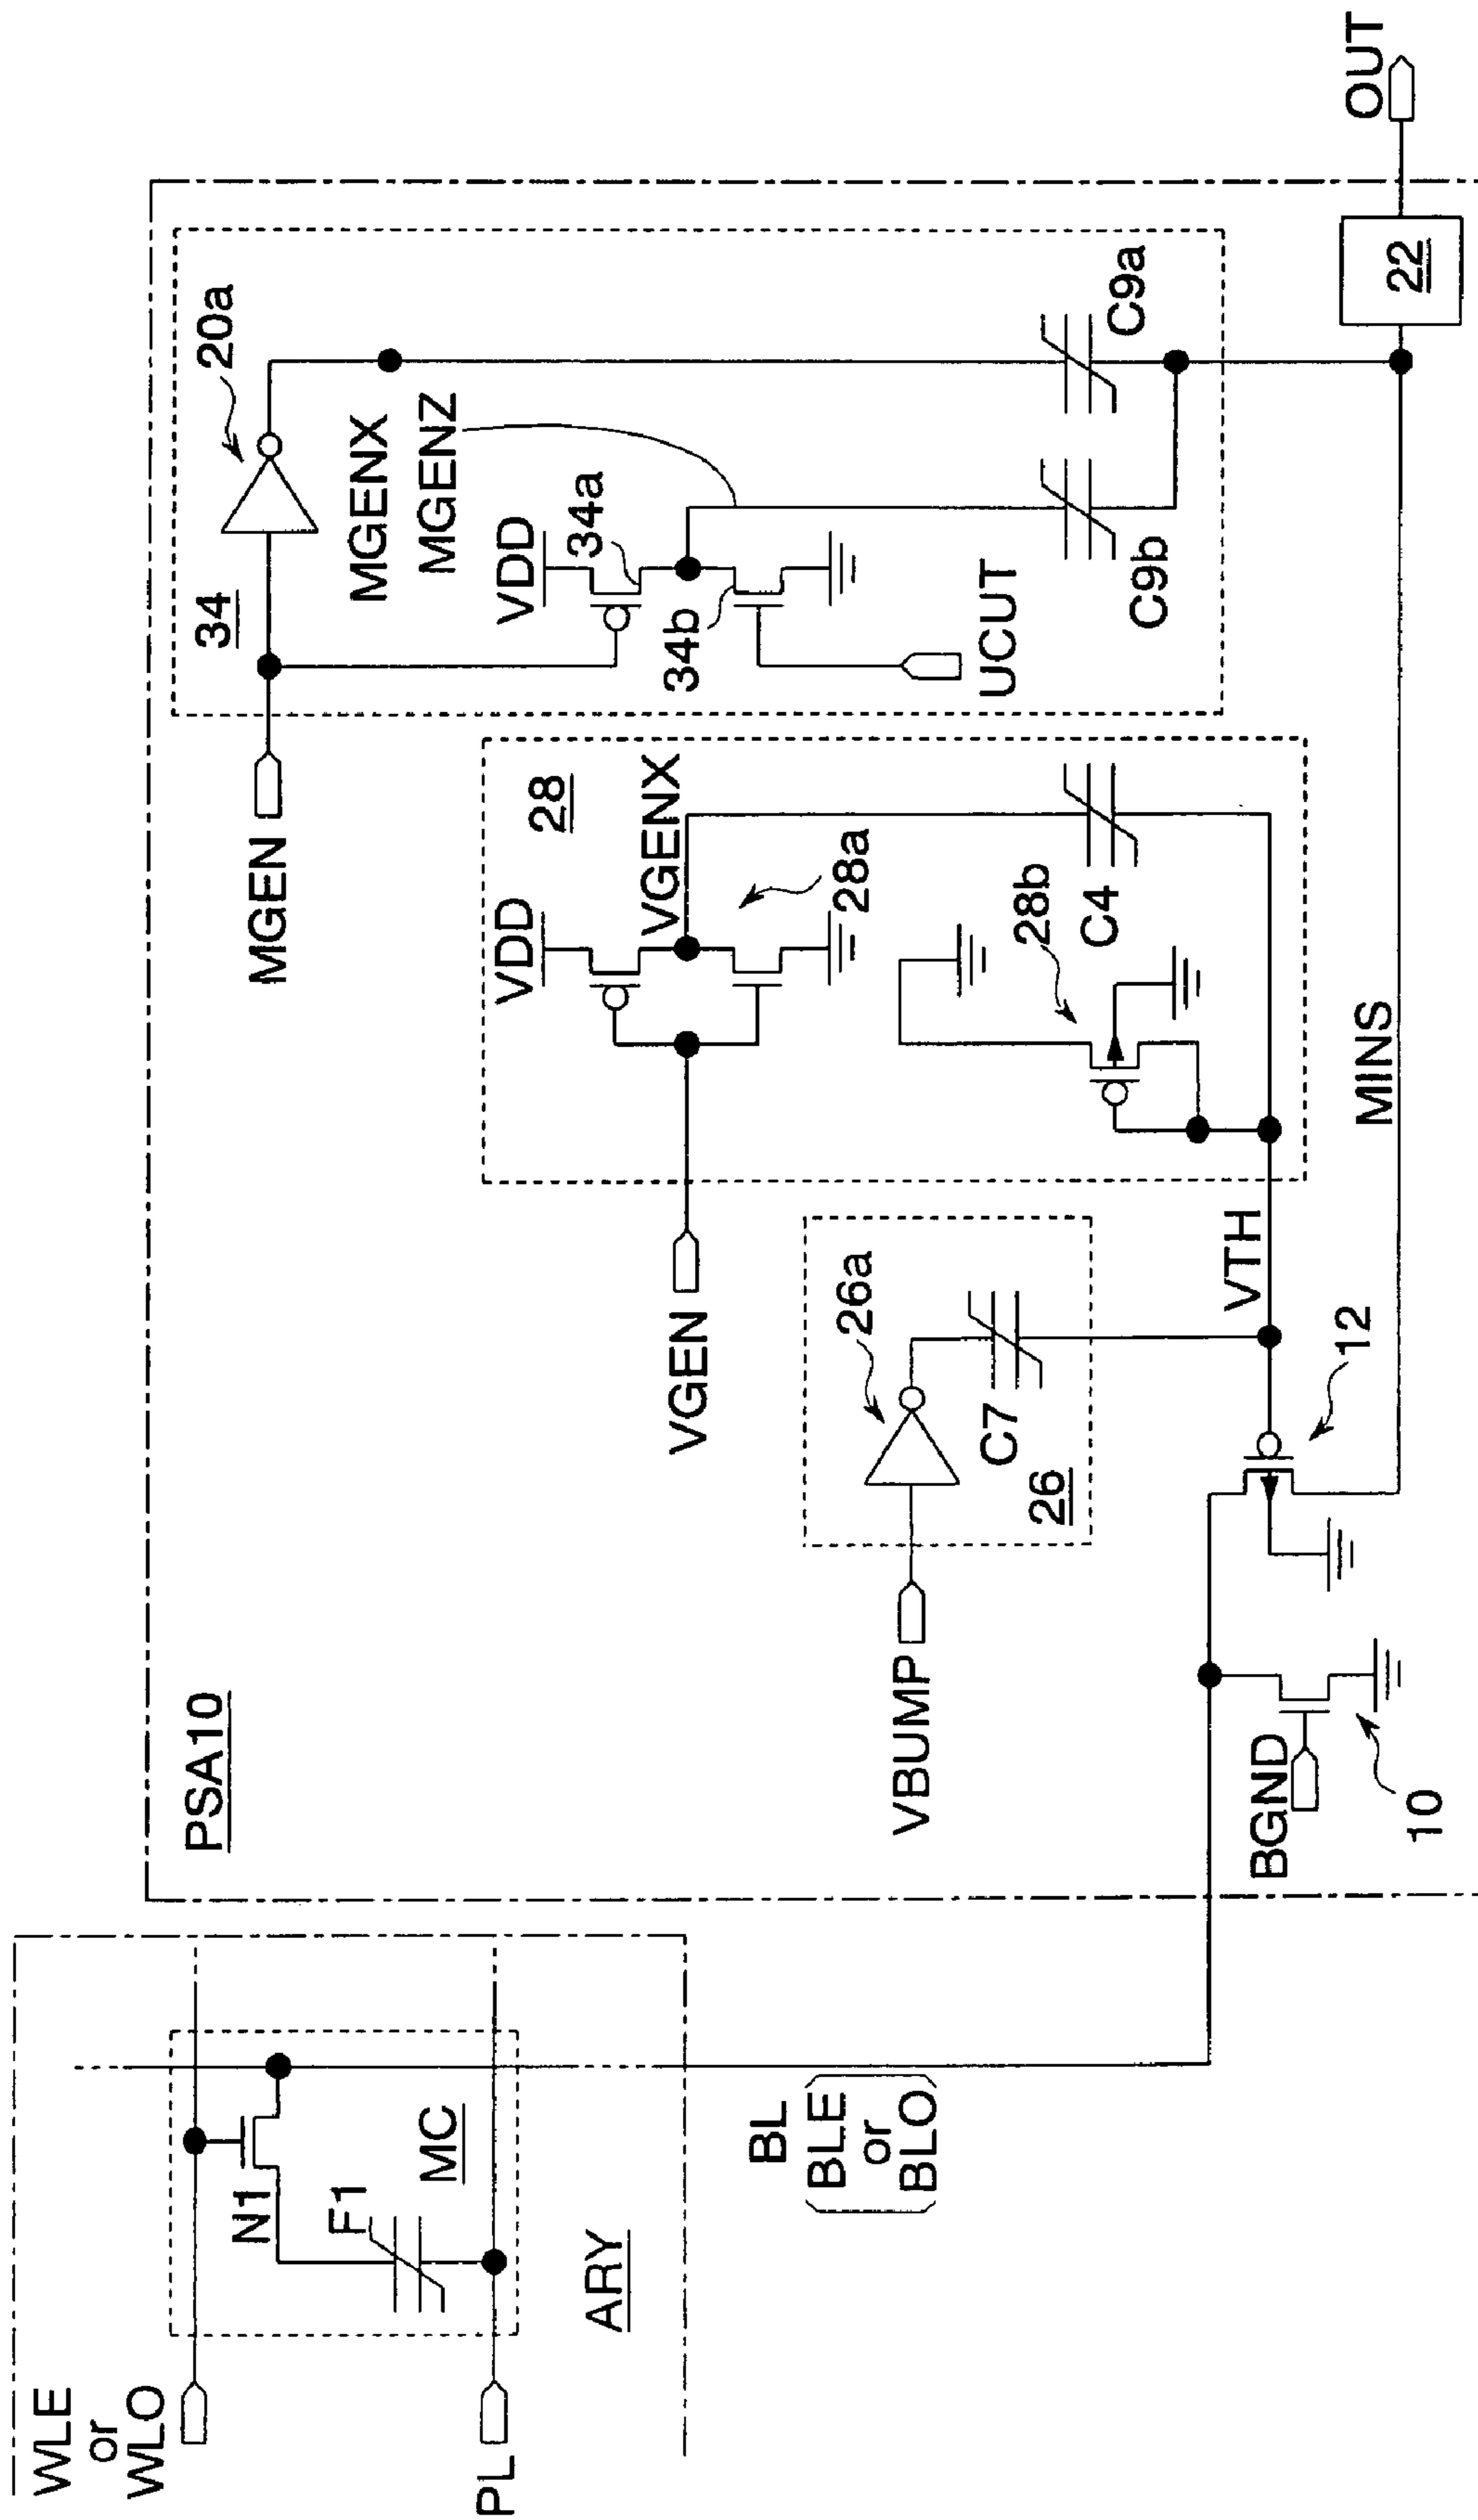 WLE
or
WLO
PL
N1
F1
MC
ARY
BL
BLE
or
BLO
PSA10
BGND
10
12
VBUMP
26a
C7
26
VTH
VGEN
VDD
28
VGENX
28a
28b
C4
MINS
MGEN
34
20a
MGENX
MGENZ
VDD
34a
34b
UCUT
C9b
C9a
22
OUT